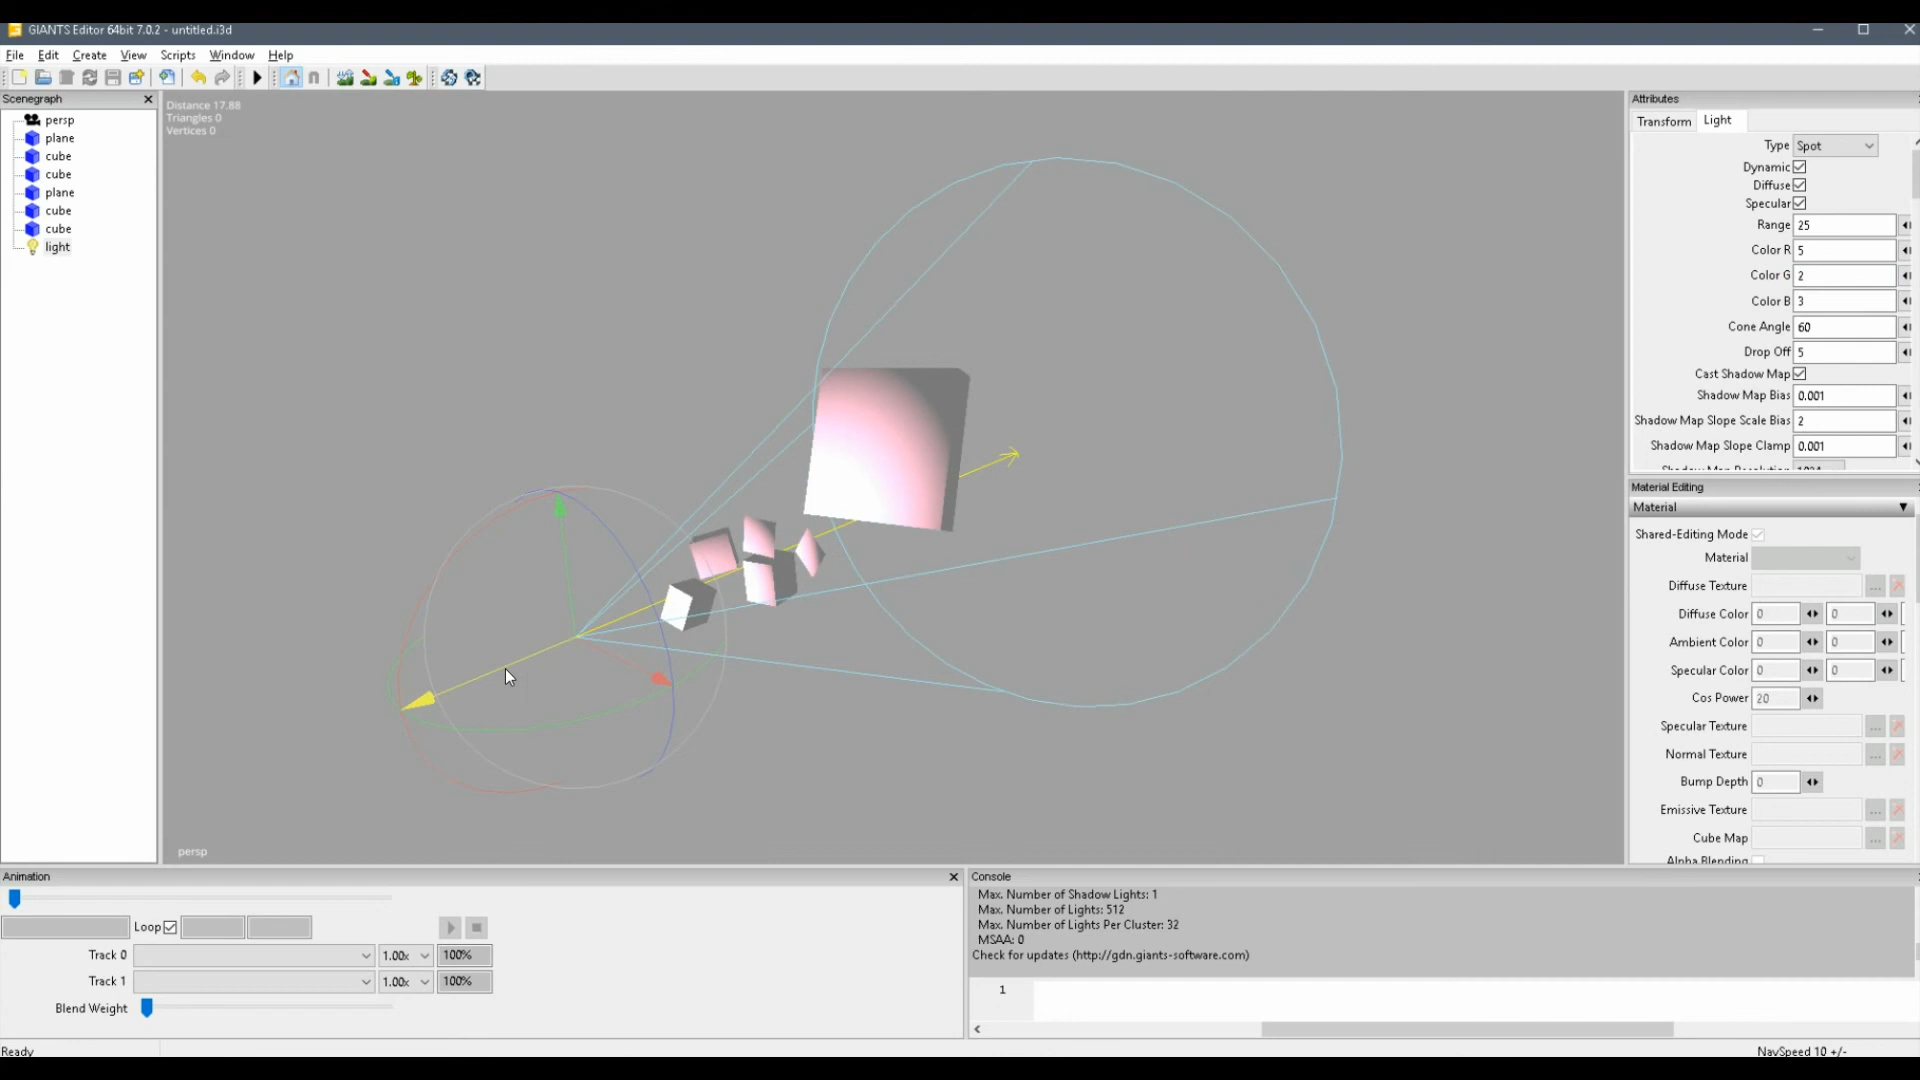 GIANTS Editor 64bit 7.0.2 - untitled.i3d
File Edit Create View Scripts Window Help
Scenegraph
persp
plane
cube
cube
plane
cube
cube
light
Distance 17.88
Triangles 0
Vertices 0
persp
Attributes
Transform Light
Type Spot
Dynamic
Diffuse
Specular
Range 25
Color R 5
Color G 2
Color B 3
Cone Angle 60
Drop Off 5
Cast Shadow Map
Shadow Map Bias 0.001
Shadow Map Slope Scale Bias 2
Shadow Map Slope Clamp 0.001
Shadow Map Resolution 1024
Material Editing
Material
Shared-Editing Mode
Material
Diffuse Texture ...
Diffuse Color 0 0
Ambient Color 0 0
Specular Color 0 0
Cos Power 20
Specular Texture ...
Normal Texture ...
Bump Depth 0
Emissive Texture ...
Cube Map ...
Alpha Blending
Animation
Loop
Track 0 1.00x 100%
Track 1 1.00x 100%
Blend Weight
Console
Max. Number of Shadow Lights: 1
Max. Number of Lights: 512
Max. Number of Lights Per Cluster: 32
MSAA: 0
Check for updates (http://gdn.giants-software.com)
1
Ready
NavSpeed 10 +/-